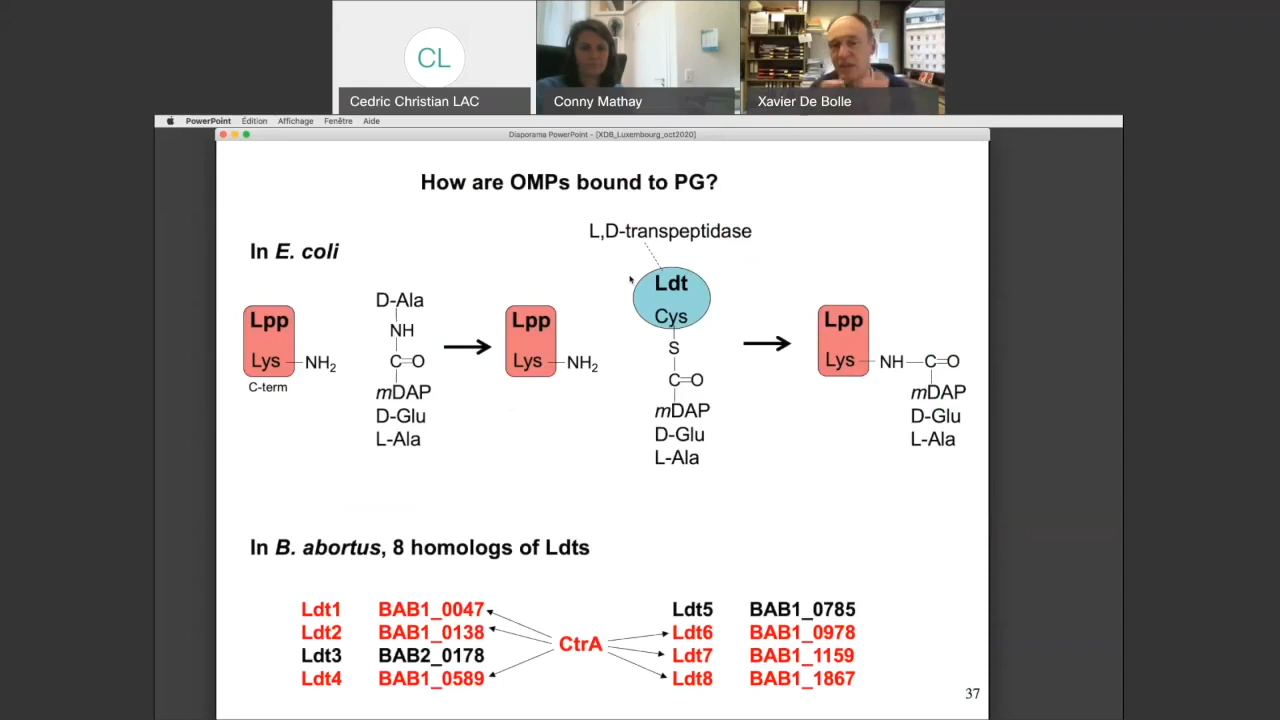 CL
Cedric Christian LAC
Conny Mathay
Xavier De Bolle
PowerPoint Édition Affichage Fenêtre Aide
Diaporama PowerPoint - [XDB_Luxembourg_oct2020]
How are OMPs bound to PG?
L,D-transpeptidase
In E. coli
Lpp
Lys NH2
C-term
D-Ala
NH
C=O
mDAP
D-Glu
L-Ala
Lpp
Lys NH2
Ldt
Cys
S
C=O
mDAP
D-Glu
L-Ala
Lpp
Lys NH C=O
mDAP
D-Glu
L-Ala
In B. abortus, 8 homologs of Ldts
Ldt1 BAB1_0047
Ldt2 BAB1_0138
Ldt3 BAB2_0178
Ldt4 BAB1_0589
CtrA
Ldt5 BAB1_0785
Ldt6 BAB1_0978
Ldt7 BAB1_1159
Ldt8 BAB1_1867
37